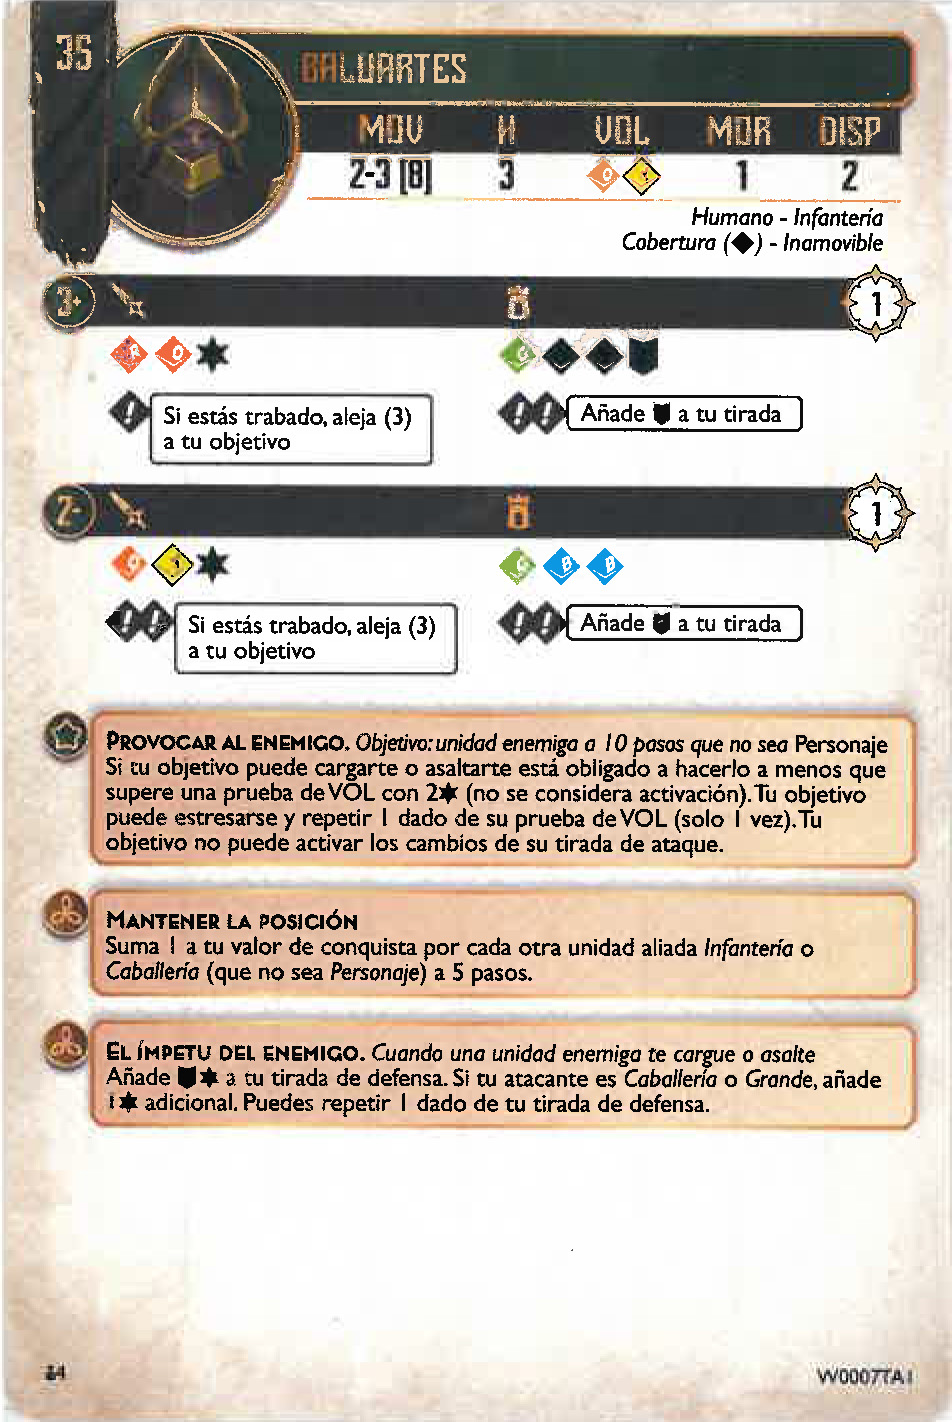 35
BALUARTES
MOV H VOL MOR DISP
2-3 [8] 3 O Y 1 2
Humano - Infantería
Cobertura (◆) - Inamovible
3+ 1
R O G
Si estás trabado, aleja (3)
a tu objetivo
Añade a tu tirada
2- 1
O Y G B B
Si estás trabado, aleja (3)
a tu objetivo
Añade a tu tirada
PROVOCAR AL ENEMIGO. Objetivo: unidad enemiga a 10 pasos que no sea Personaje
Si tu objetivo puede cargarte o asaltarte está obligado a hacerlo a menos que
supere una prueba de VOL con 2✱ (no se considera activación). Tu objetivo
puede estresarse y repetir 1 dado de su prueba de VOL (solo 1 vez). Tu
objetivo no puede activar los cambios de su tirada de ataque.
MANTENER LA POSICIÓN
Suma 1 a tu valor de conquista por cada otra unidad aliada Infantería o
Caballería (que no sea Personaje) a 5 pasos.
EL ÍMPETU DEL ENEMIGO. Cuando una unidad enemiga te cargue o asalte
Añade ✱ a tu tirada de defensa. Si tu atacante es Caballería o Grande, añade
1✱ adicional. Puedes repetir 1 dado de tu tirada de defensa.
W0007TA1